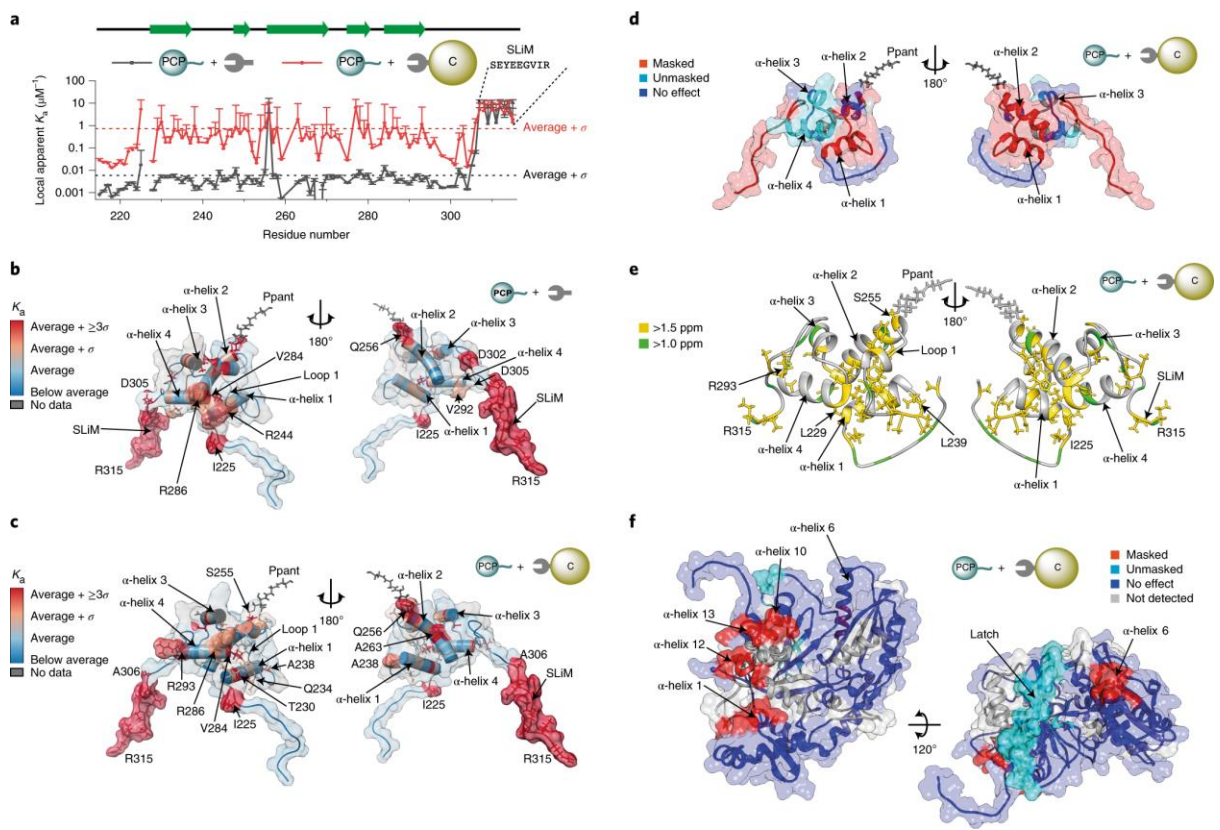 a
PCP
+
PCP
+
C
SLiM
SEYEEGVIR
Local apparent Ka (μM−1)
100
10
1
0.1
0.01
0.001
Average + σ
Average + σ
220
240
260
280
300
Residue number
b
PCP
+
Ka
Average + ≥3σ
Average + σ
Average
Below average
No data
α-helix 2
α-helix 3
α-helix 4
Ppant
180°
V284
Loop 1
α-helix 1
D305
SLiM
R244
I225
R315
R286
α-helix 2
α-helix 3
Q256
D302
α-helix 4
D305
SLiM
V292
I225
α-helix 1
R315
c
PCP
+
C
Ka
Average + ≥3σ
Average + σ
Average
Below average
No data
S255
Ppant
α-helix 3
α-helix 4
180°
Loop 1
α-helix 1
A306
A238
R293
Q234
R286
T230
V284
I225
R315
α-helix 2
α-helix 3
Q256
A263
A238
A306
SLiM
α-helix 4
α-helix 1
I225
R315
d
Masked
Unmasked
No effect
α-helix 2
α-helix 3
Ppant
180°
PCP
+
C
α-helix 3
α-helix 4
α-helix 1
α-helix 1
e
>1.5 ppm
>1.0 ppm
α-helix 2
Ppant
S255
α-helix 3
180°
α-helix 2
PCP
+
C
α-helix 3
Loop 1
R293
SLiM
R315
L229
L239
I225
R315
α-helix 4
α-helix 1
α-helix 4
α-helix 1
f
α-helix 6
α-helix 10
PCP
+
C
Masked
Unmasked
No effect
Not detected
α-helix 13
α-helix 12
α-helix 1
α-helix 6
Latch
120°